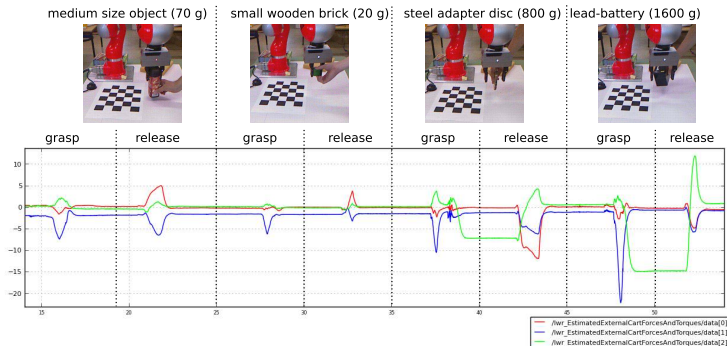 medium size object (70 g) small wooden brick (20 g) steel adapter disc (800 g) lead-battery (1600 g)
grasp release grasp release grasp release grasp release
10
5
0
−5
−10
−15
−20
15 20 25 30 35 40 45 50
/lwr_EstimatedExternalCartForcesAndTorques/data[0]
/lwr_EstimatedExternalCartForcesAndTorques/data[1]
/lwr_EstimatedExternalCartForcesAndTorques/data[2]